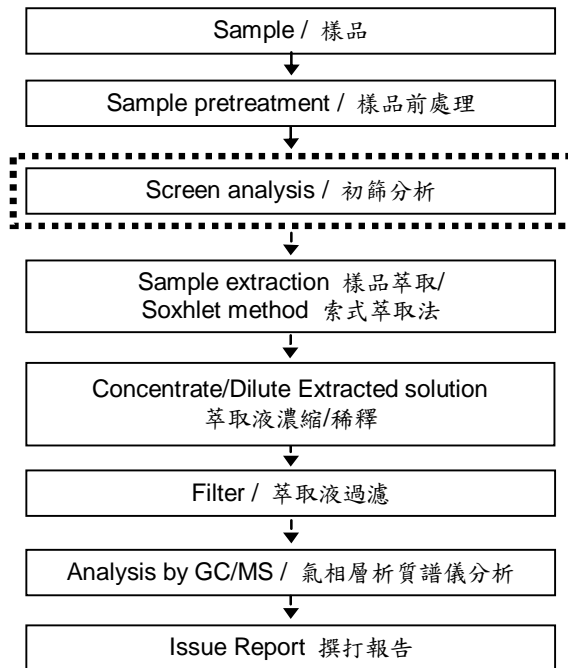 Sample / 樣品
Sample pretreatment / 樣品前處理
Screen analysis / 初篩分析
Sample extraction 樣品萃取/
Soxhlet method 索式萃取法
Concentrate/Dilute Extracted solution
萃取液濃縮/稀釋
Filter / 萃取液過濾
Analysis by GC/MS / 氣相層析質譜儀分析
Issue Report 撰打報告